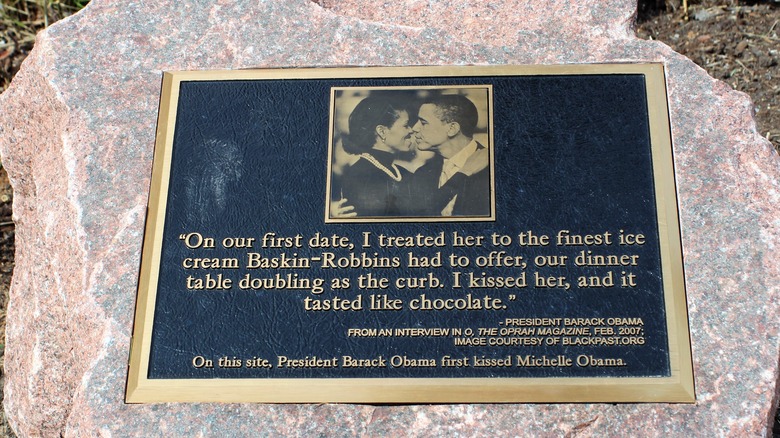 “On our first date, I treated her to the finest ice
cream Baskin-Robbins had to offer, our dinner
table doubling as the curb. I kissed her, and it
tasted like chocolate.”
- PRESIDENT BARACK OBAMA
FROM AN INTERVIEW IN O, THE OPRAH MAGAZINE, FEB. 2007;
IMAGE COURTESY OF BLACKPAST.ORG
On this site, President Barack Obama first kissed Michelle Obama.